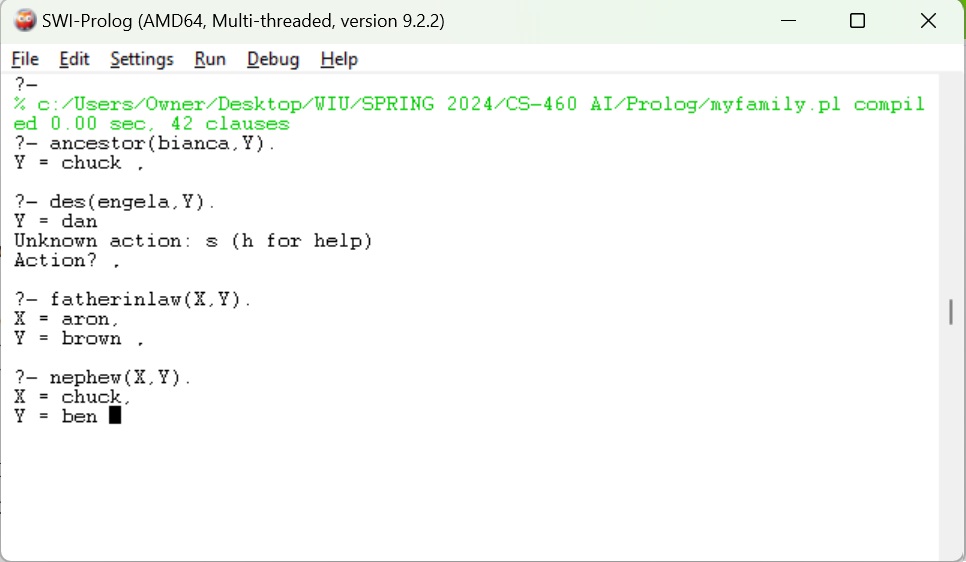 SWI-Prolog (AMD64, Multi-threaded, version 9.2.2)
File Edit Settings Run Debug Help
?-
% c:/Users/Owner/Desktop/WIU/SPRING 2024/CS-460 AI/Prolog/myfamily.pl compil
ed 0.00 sec, 42 clauses
?- ancestor(bianca,Y).
Y = chuck .
?- des(engela,Y).
Y = dan
Unknown action: s (h for help)
Action? .
?- fatherinlaw(X,Y).
X = aron,
Y = brown .
?- nephew(X,Y).
X = chuck,
Y = ben